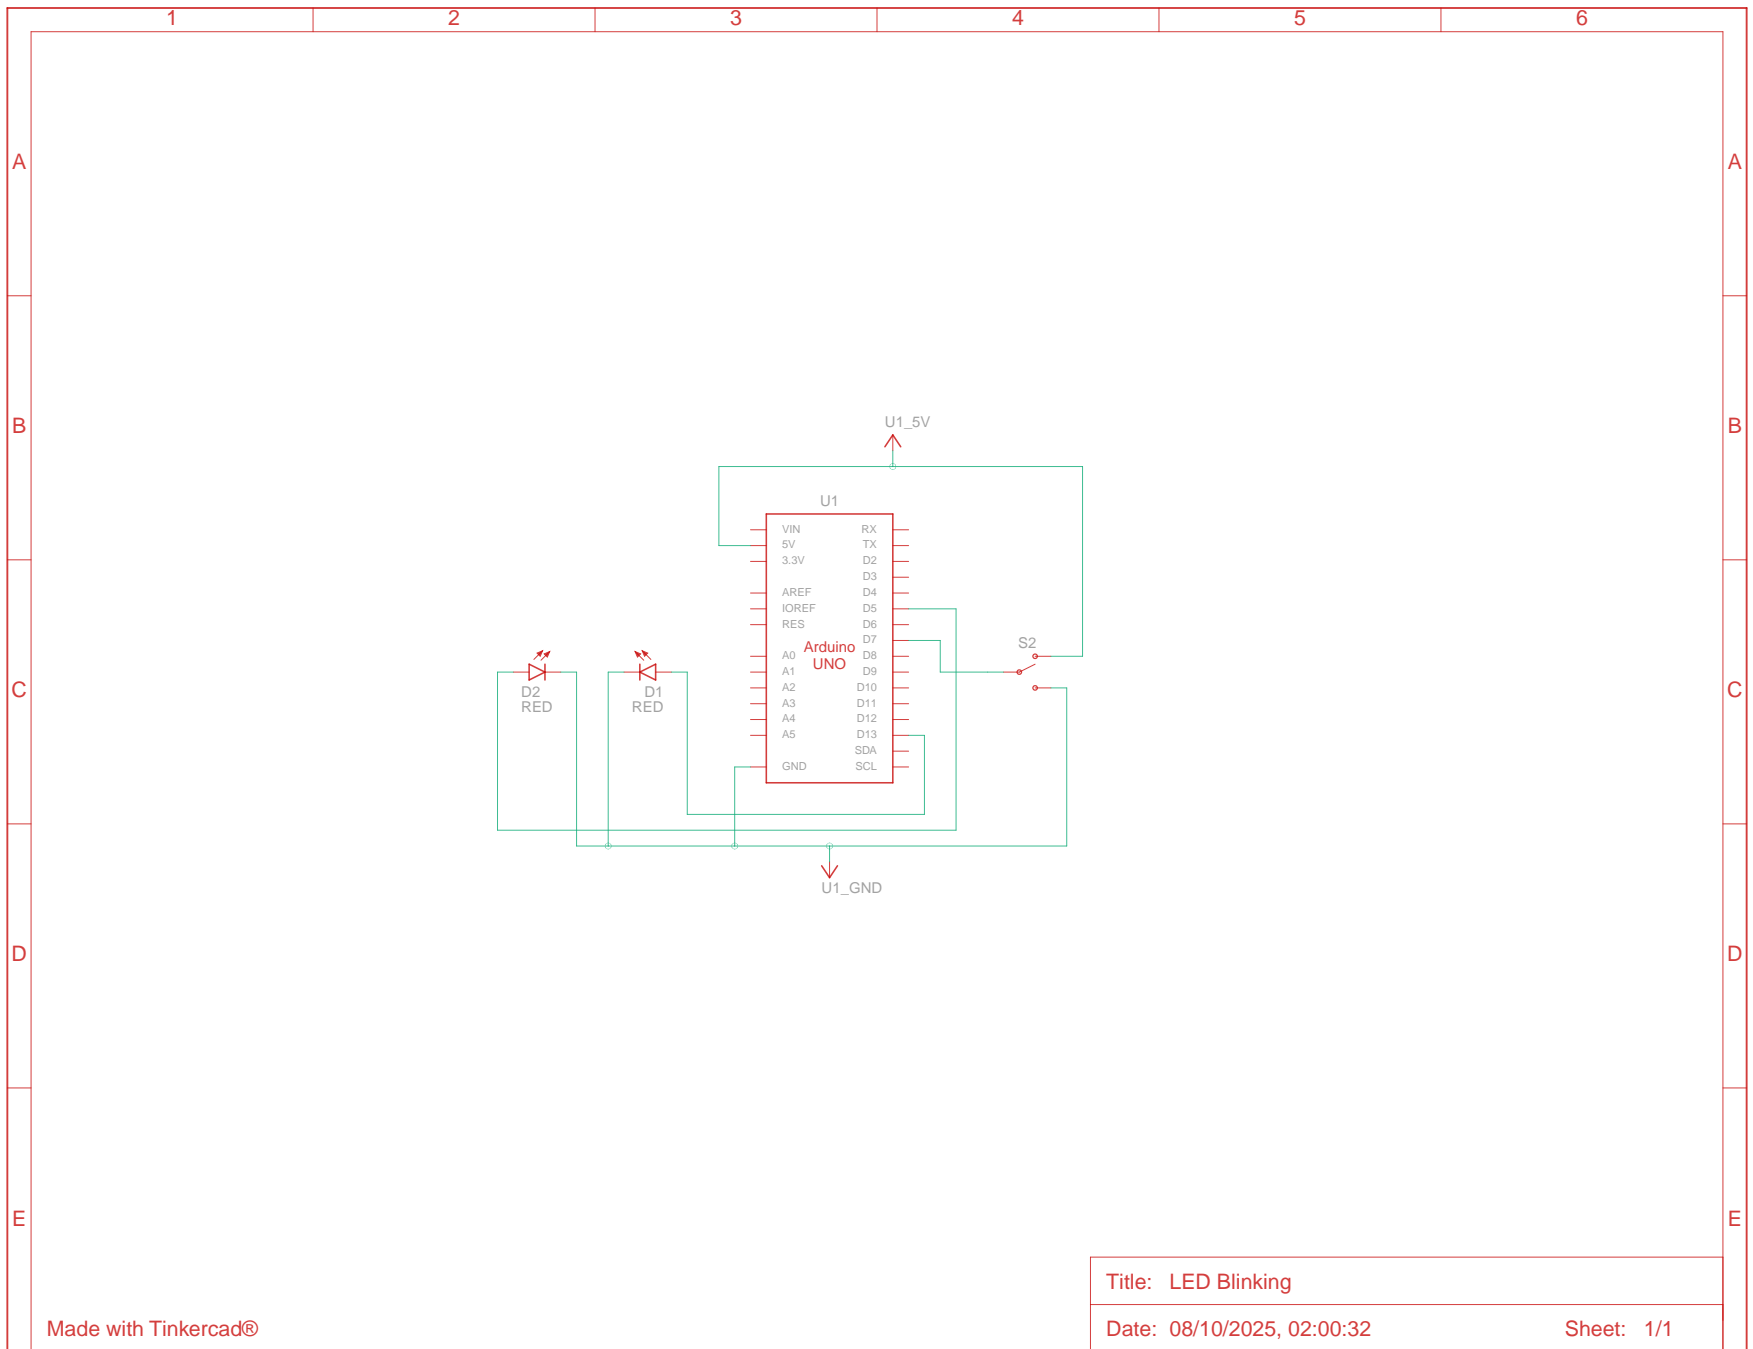 1 2 3 4 5 6
A A
B B
U1_5V
U1
VIN RX
5V TX
3.3V D2
D3
AREF D4
IOREF D5
RES D6
D7
Arduino
UNO
A0 D8
A1 D9
A2 D10
A3 D11
A4 D12
A5 D13
SDA
GND SCL
S2
C C
D2
RED
D1
RED
U1_GND
D D
E E
Title: LED Blinking
Made with Tinkercad®
Date: 08/10/2025, 02:00:32 Sheet: 1/1